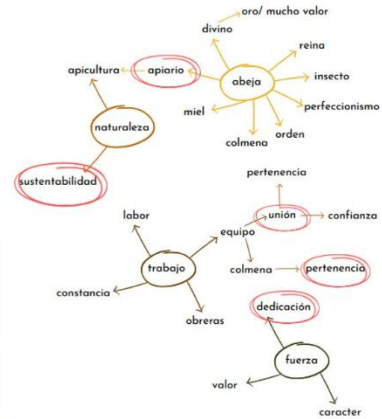 oro/ mucho valor
divino
reina
apicultura
apiario
abeja
insecto
perfeccionismo
miel
naturaleza
orden
colmena
sustentabilidad
pertenencia
labor
unión
confianza
equipo
trabajo
colmena
pertenencia
constancia
dedicación
obreras
fuerza
valor
caracter